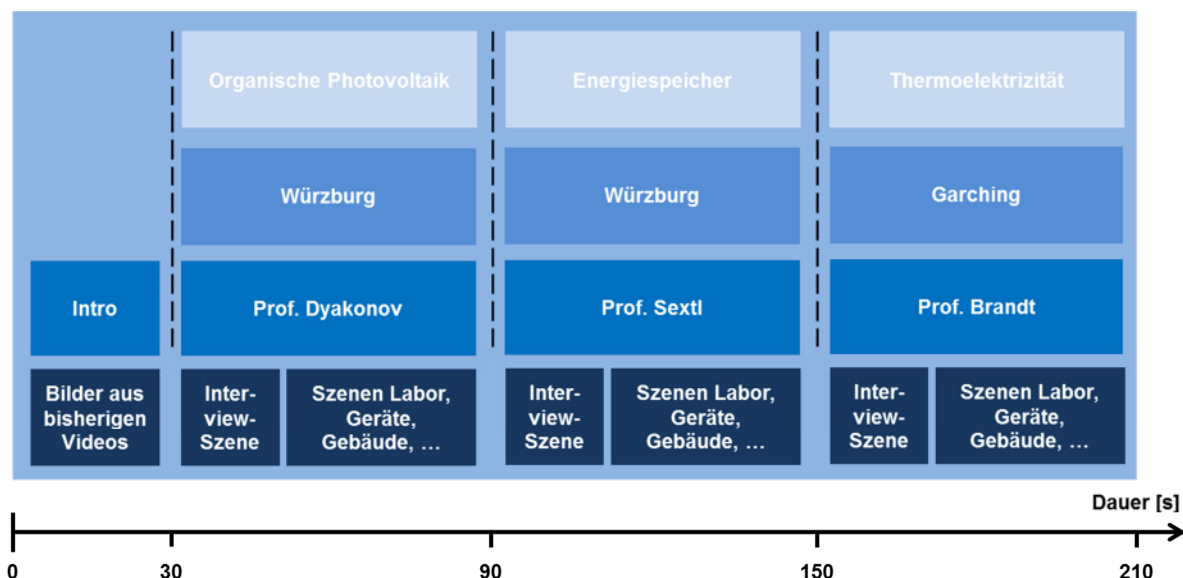 Organische Photovoltaik
Energiespeicher
Thermoelektrizität
Würzburg
Würzburg
Garching
Intro
Prof. Dyakonov
Prof. Sextl
Prof. Brandt
Bilder aus
bisherigen
Videos
Inter-
view-
Szene
Szenen Labor,
Geräte,
Gebäude, …
Inter-
view-
Szene
Szenen Labor,
Geräte,
Gebäude, …
Inter-
view-
Szene
Szenen Labor,
Geräte,
Gebäude, …
Dauer [s]
0
30
90
150
210